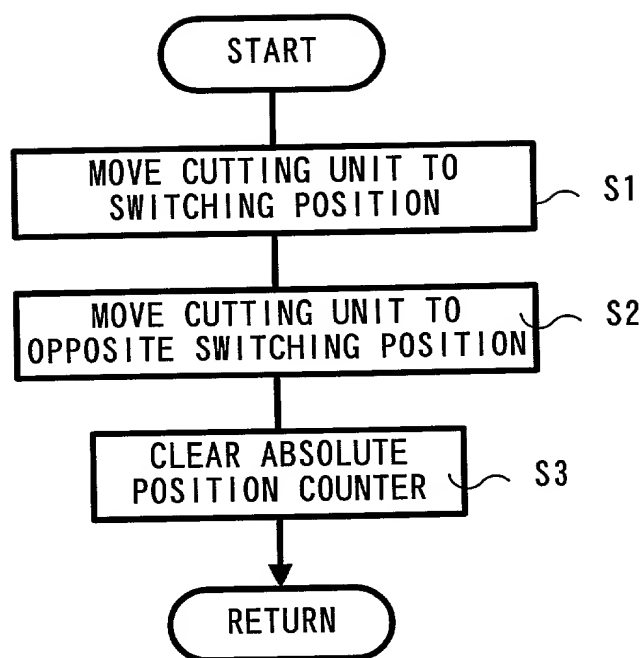 START
MOVE CUTTING UNIT TO
SWITCHING POSITION
S1
MOVE CUTTING UNIT TO
OPPOSITE SWITCHING POSITION
S2
CLEAR ABSOLUTE
POSITION COUNTER
S3
RETURN